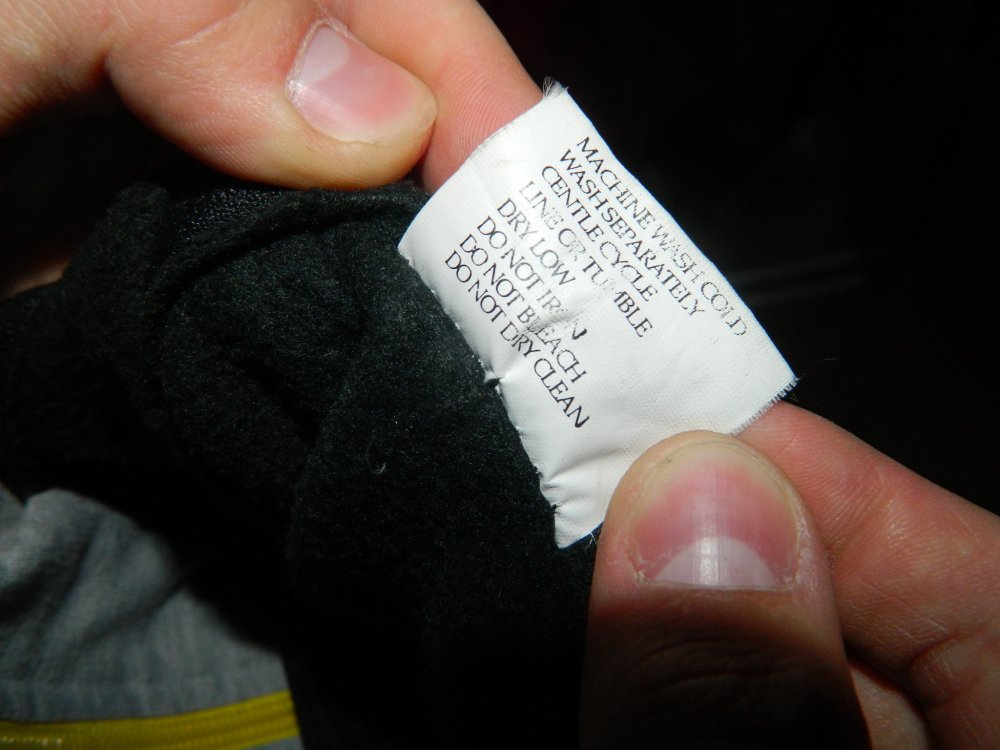 MACHINE WASH COLD
WASH SEPARATELY
GENTLE CYCLE
LINE OR TUMBLE
DRY LOW
DO NOT IRON
DO NOT BLEACH
DO NOT DRY CLEAN